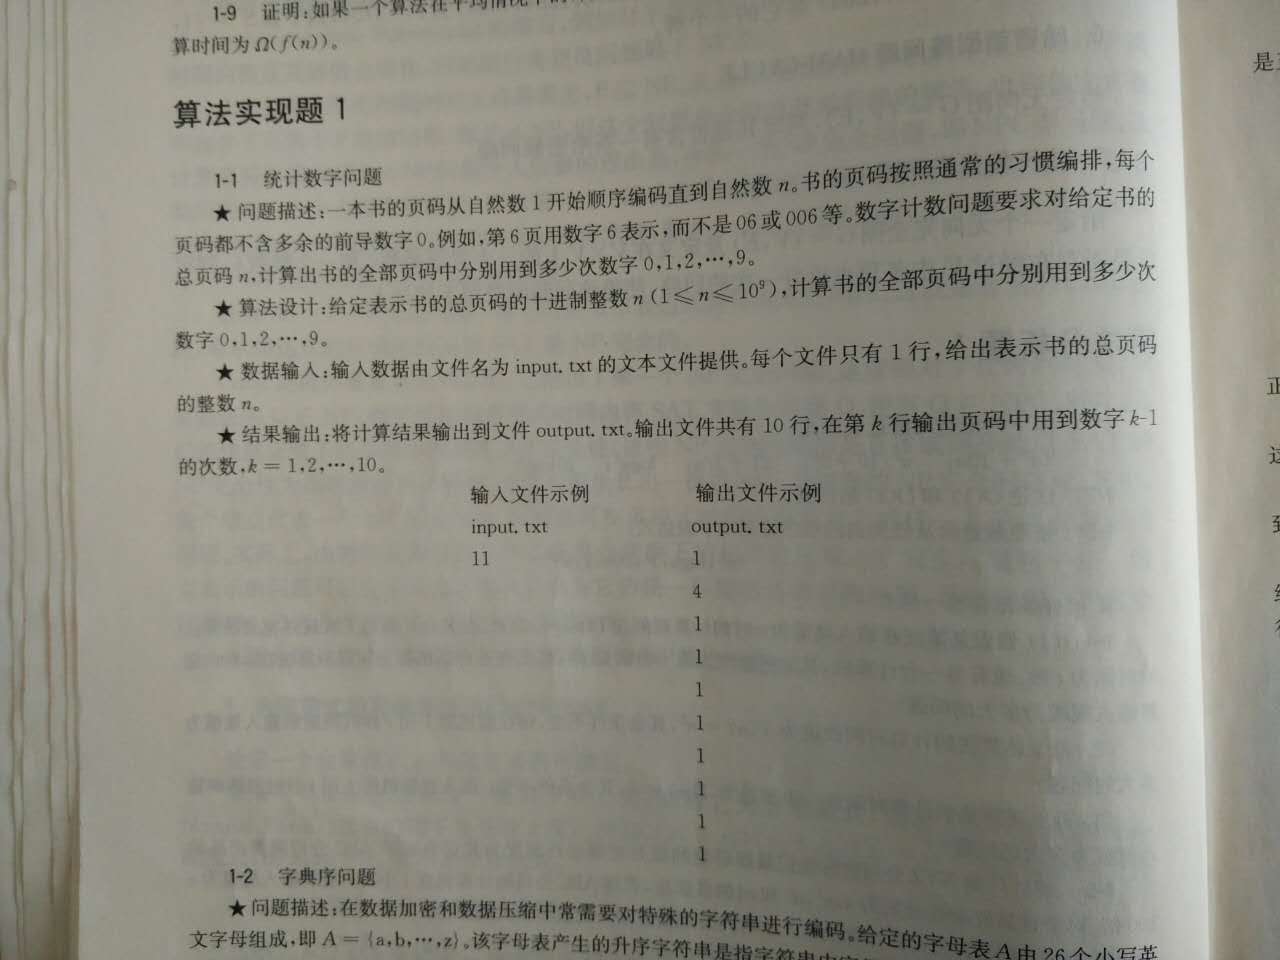 1-9 证明:如果一个算法在平均情况下的
算时间为Ω(f(n))。
是
算法实现题 1
1-1 统计数字问题
★ 问题描述:一本书的页码从自然数1开始顺序编码直到自然数 n。书的页码按照通常的习惯编排,每个
页码都不含多余的前导数字0。例如,第6页用数字6表示,而不是06或006等。数字计数问题要求对给定书的
总页码 n,计算出书的全部页码中分别用到多少次数字 0,1,2,⋯,9。
★ 算法设计:给定表示书的总页码的十进制整数 n (1≤n≤10⁹),计算书的全部页码中分别用到多少次
数字 0,1,2,⋯,9。
★ 数据输入:输入数据由文件名为 input. txt 的文本文件提供。每个文件只有 1 行,给出表示书的总页码
的整数 n。
★ 结果输出:将计算结果输出到文件 output. txt。输出文件共有 10 行,在第 k 行输出页码中用到数字 k-1
的次数,k = 1,2,⋯,10。
输入文件示例 输出文件示例
input. txt output. txt
11 1
4
1
1
1
1
1
1
1
1
1-2 字典序问题
★ 问题描述:在数据加密和数据压缩中常需要对特殊的字符串进行编码。给定的字母表 A 由 26 个小写英
文字母组成,即 A = {a,b,⋯,z}。该字母表产生的升序字符串是指字符串中